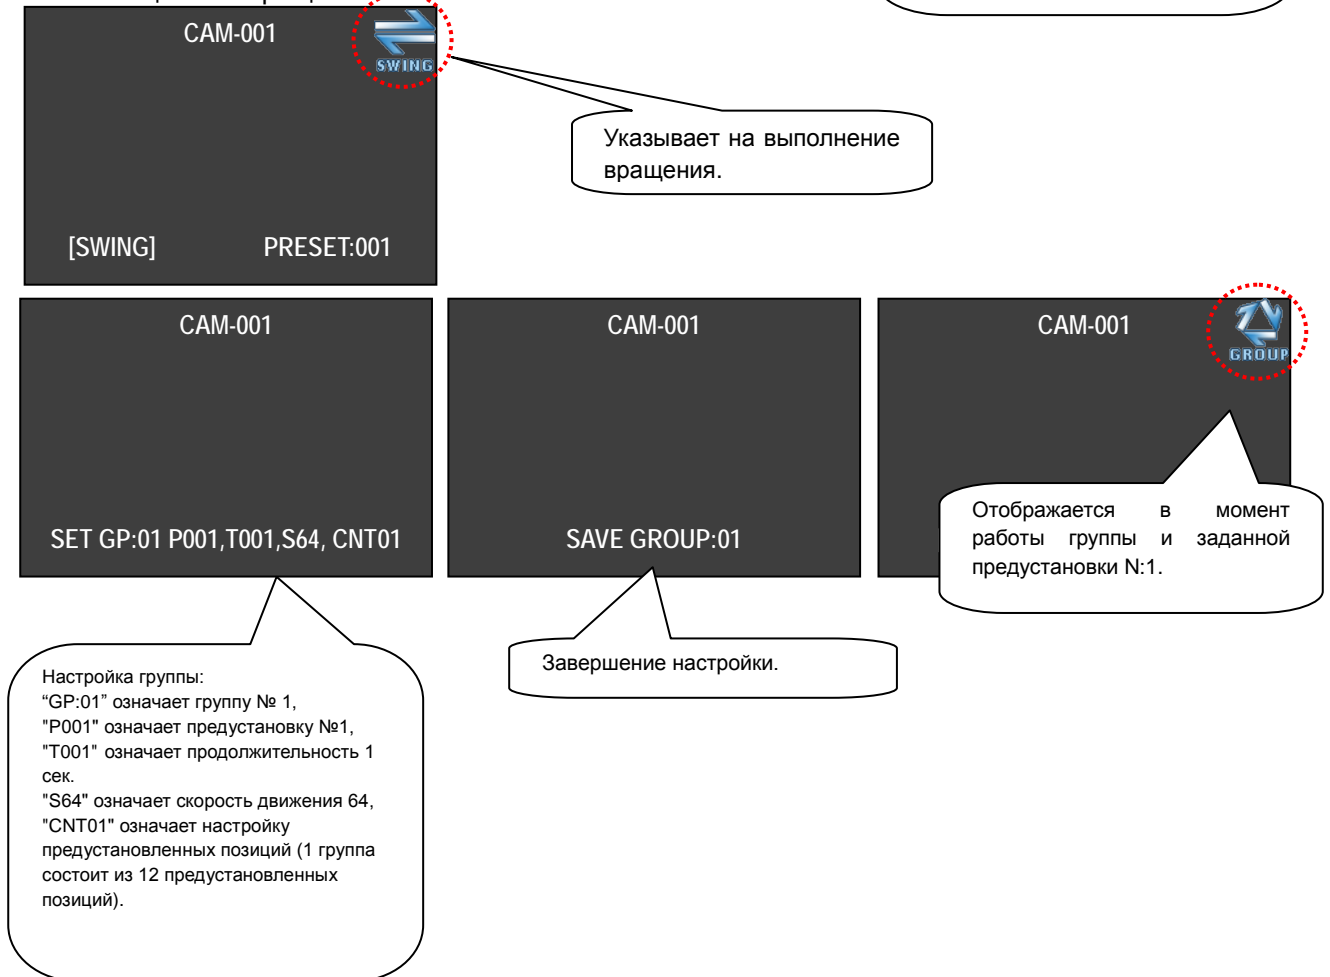 CAM-001
SWING
Указывает на выполнение
вращения.
[SWING] PRESET:001
CAM-001
SET GP:01 P001,T001,S64, CNT01
CAM-001
SAVE GROUP:01
CAM-001
GROUP
Отображается в момент
работы группы и заданной
предустановки N:1.
Настройка группы:
“GP:01” означает группу № 1,
"P001" означает предустановку №1,
"T001" означает продолжительность 1
сек.
"S64" означает скорость движения 64,
"CNT01" означает настройку
предустановленных позиций (1 группа
состоит из 12 предустановленных
позиций).
Завершение настройки.